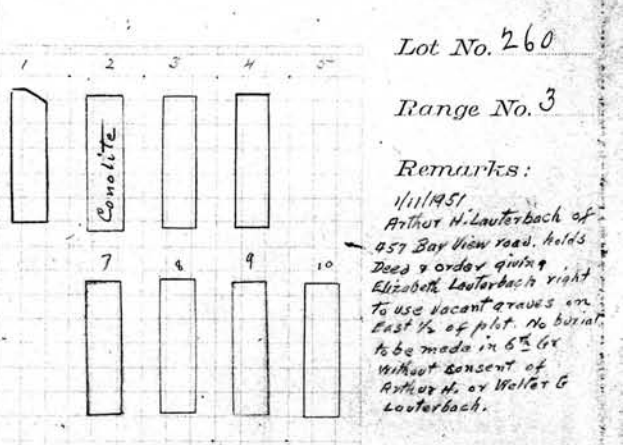 Lot No. 260
Range No. 3
Remarks:
1/11/1951
Arthur H. Lauterbach of
457 Bay View road, holds
Deed & order giving
Elizabeth Lauterbach right
to use vacant graves on
East 1/2 of plot. No burial
to be made in 6th Gr
without consent of
Arthur H. or Walter G
Lauterbach.
1 2 3 4 5
Conolite
7 8 9 10